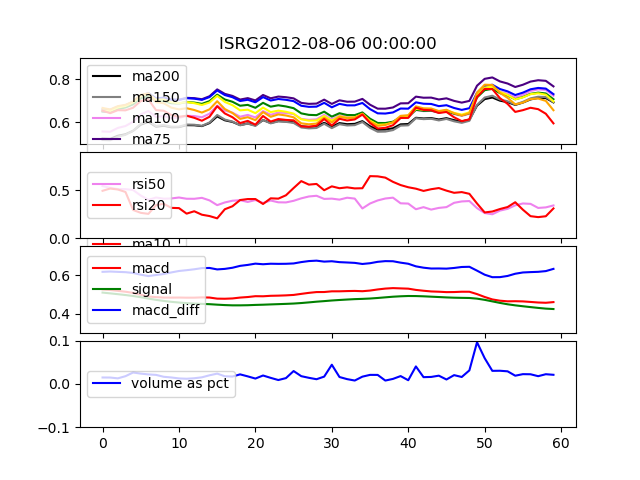 ISRG2012-08-06 00:00:00
0.8
0.6
ma200
ma150
ma100
ma75
0.5
0.0
rsi50
rsi20
ma10
0.6
0.4
macd
signal
macd_diff
0.1
0.0
−0.1
volume as pct
0 10 20 30 40 50 60